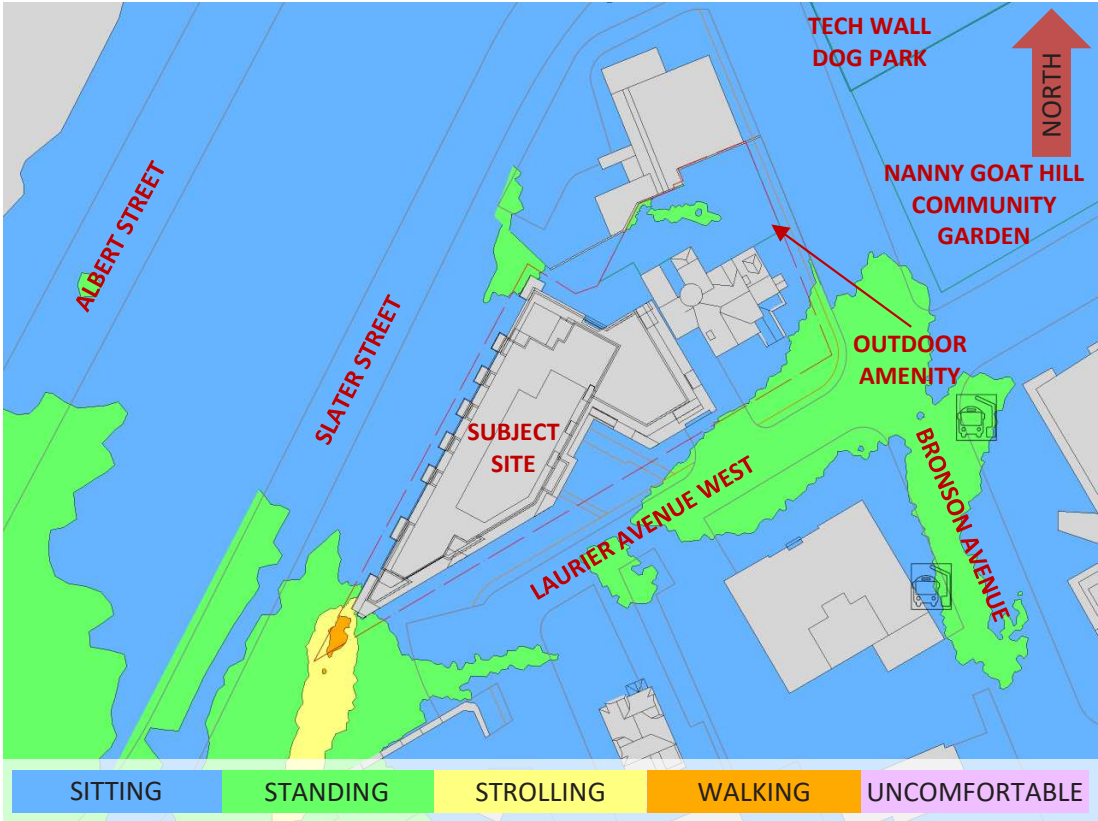 TECH WALL
DOG PARK
NORTH
NANNY GOAT HILL
COMMUNITY
GARDEN
ALBERT STREET
SLATER STREET
OUTDOOR
AMENITY
SUBJECT
SITE
LAURIER AVENUE WEST
BRONSON AVENUE
SITTING
STANDING
STROLLING
WALKING
UNCOMFORTABLE